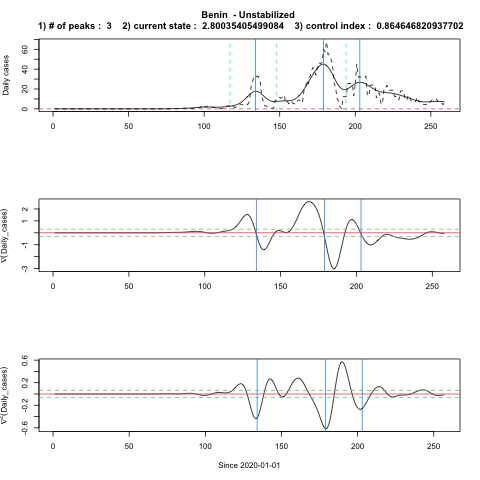 Benin - Unstabilized
1) # of peaks : 3 2) current state : 2.80035405499084 3) control index : 0.864646820937702
Daily cases
60
40
20
0
0 50 100 150 200 250
∇(Daily_cases)
2
1
-1
-3
0 50 100 150 200 250
∇²(Daily_cases)
0.6
0.2
-0.2
-0.6
0 50 100 150 200 250
Since 2020-01-01